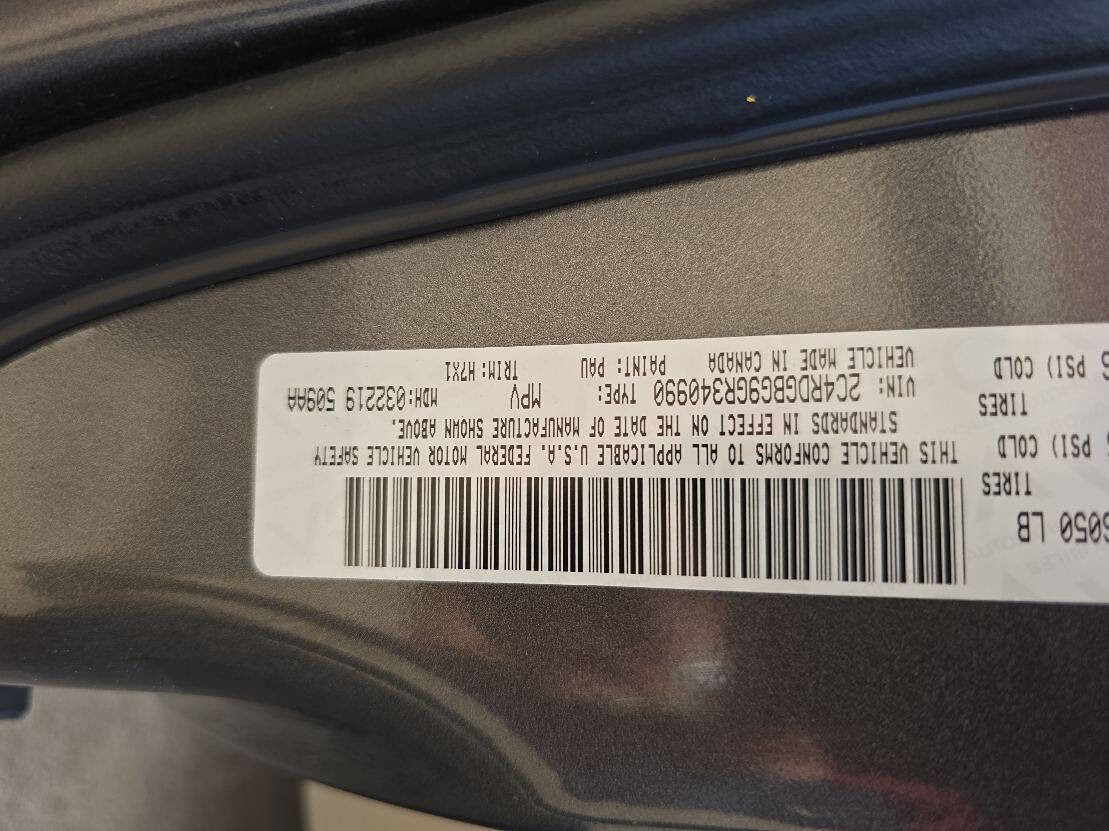 6050 LB
TIRES
PSI) COLD
TIRES
PSI) COLD
THIS VEHICLE CONFORMS TO ALL APPLICABLE U.S.A. FEDERAL MOTOR VEHICLE SAFETY
STANDARDS IN EFFECT ON THE DATE OF MANUFACTURE SHOWN ABOVE.
VIN: 2C4RDGBG9GR340990 TYPE: MPV MDH:032219 509AA
VEHICLE MADE IN CANADA PAINT: PAU TRIM:H7X1